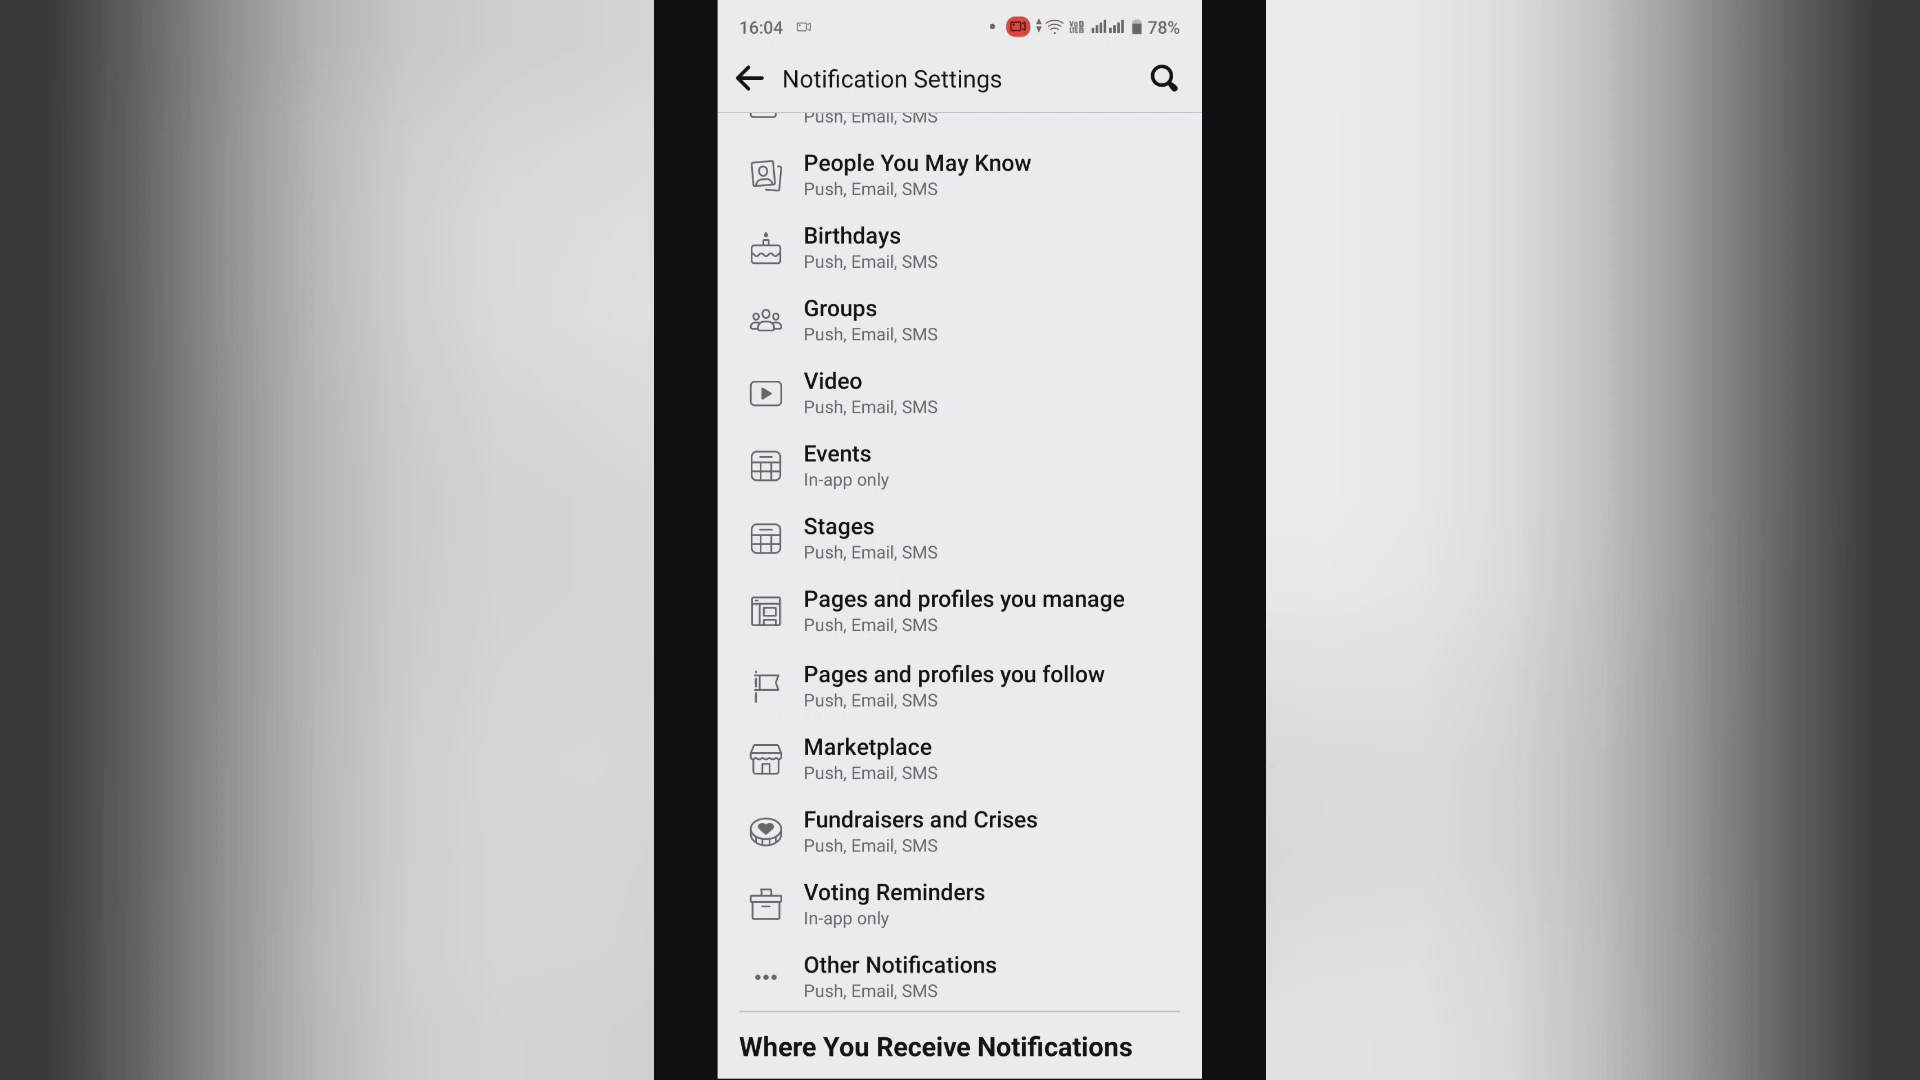 16:04
78%
Notification Settings
Push, Email, SMS
People You May Know
Push, Email, SMS
Birthdays
Push, Email, SMS
Groups
Push, Email, SMS
Video
Push, Email, SMS
Events
In-app only
Stages
Push, Email, SMS
Pages and profiles you manage
Push, Email, SMS
Pages and profiles you follow
Push, Email, SMS
Marketplace
Push, Email, SMS
Fundraisers and Crises
Push, Email, SMS
Voting Reminders
In-app only
Other Notifications
Push, Email, SMS
Where You Receive Notifications